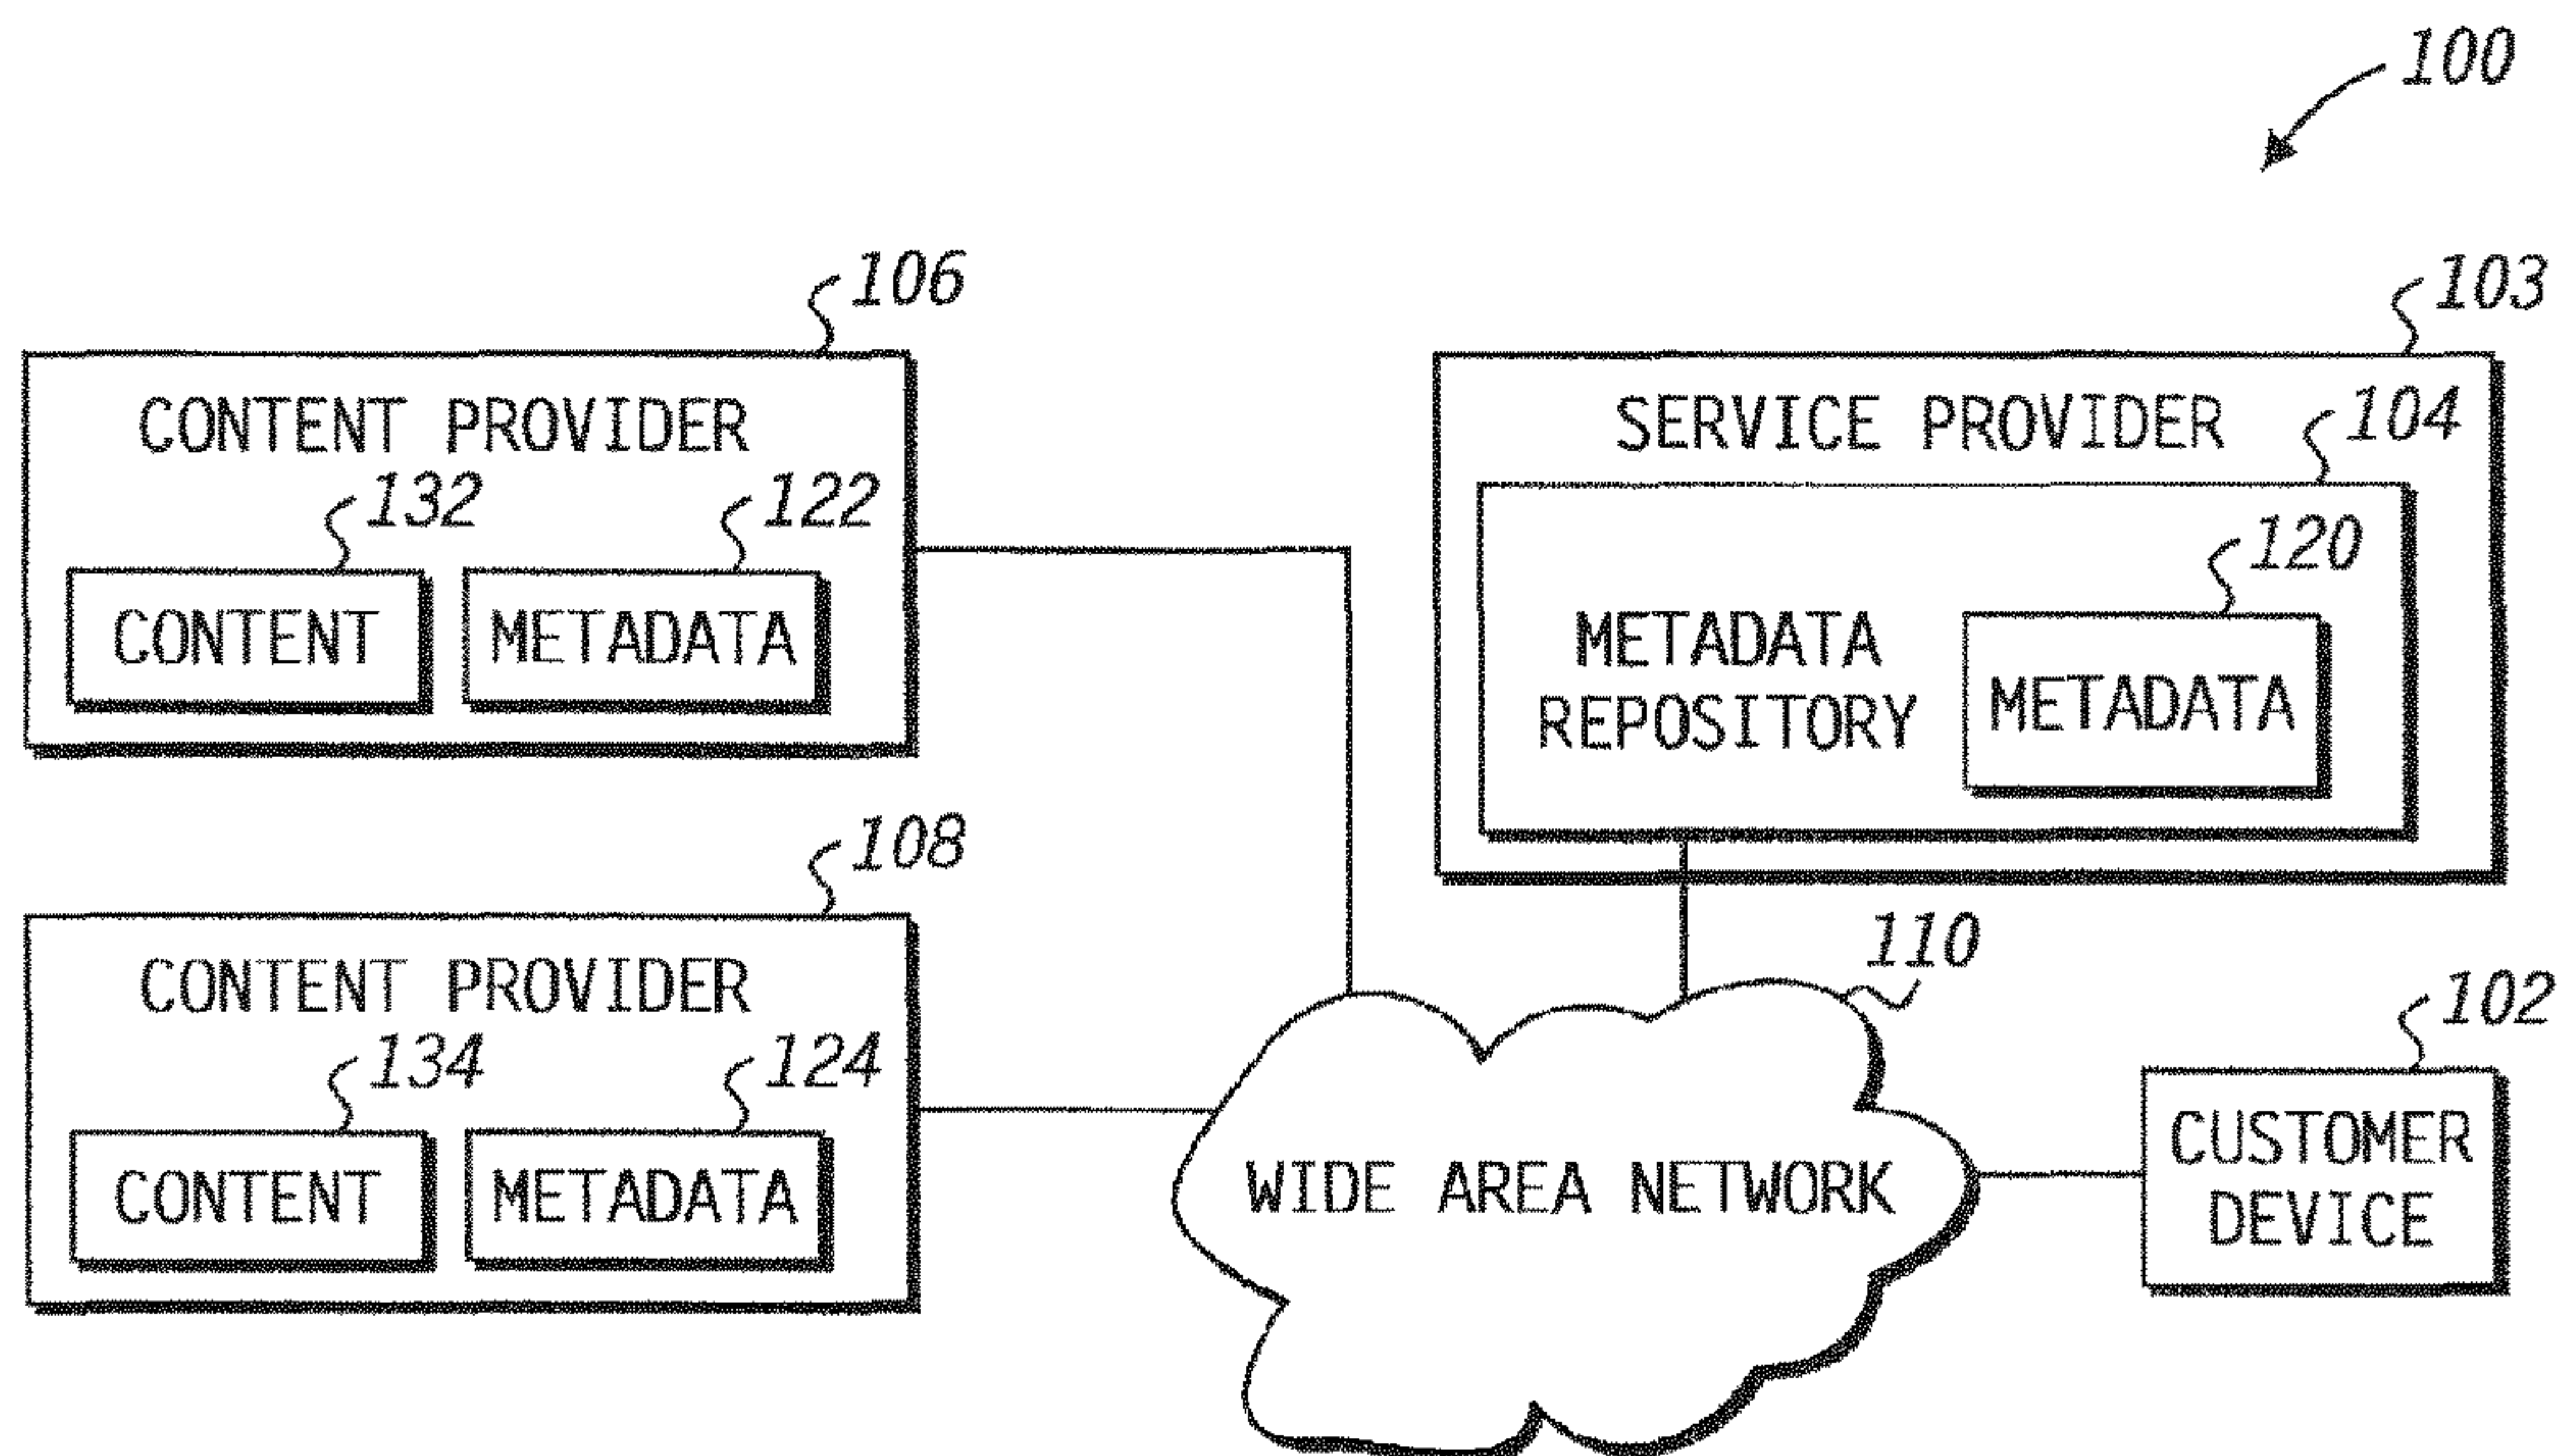 100
106
CONTENT PROVIDER
132
122
CONTENT
METADATA
103
SERVICE PROVIDER
104
120
METADATA
REPOSITORY
METADATA
108
CONTENT PROVIDER
134
124
CONTENT
METADATA
110
WIDE AREA NETWORK
102
CUSTOMER
DEVICE